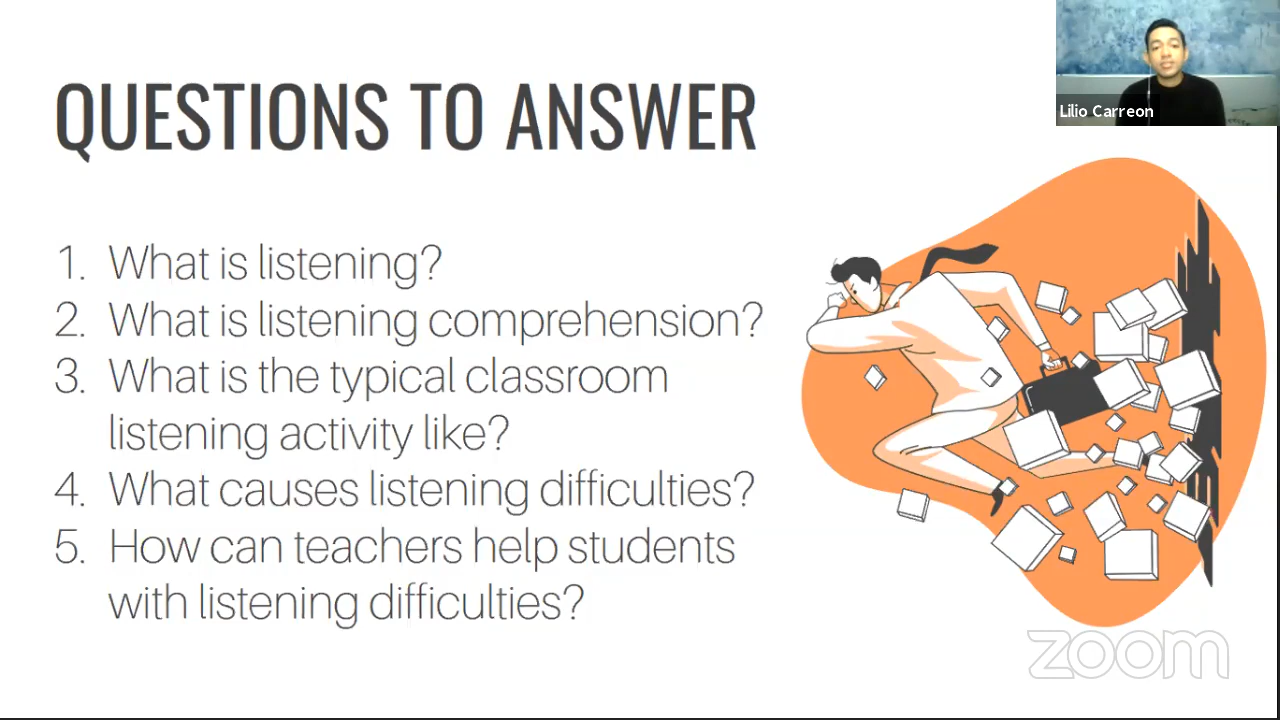 Lilio Carreon
QUESTIONS TO ANSWER
1. What is listening?
2. What is listening comprehension?
3. What is the typical classroom
listening activity like?
4. What causes listening difficulties?
5. How can teachers help students
with listening difficulties?
zoom